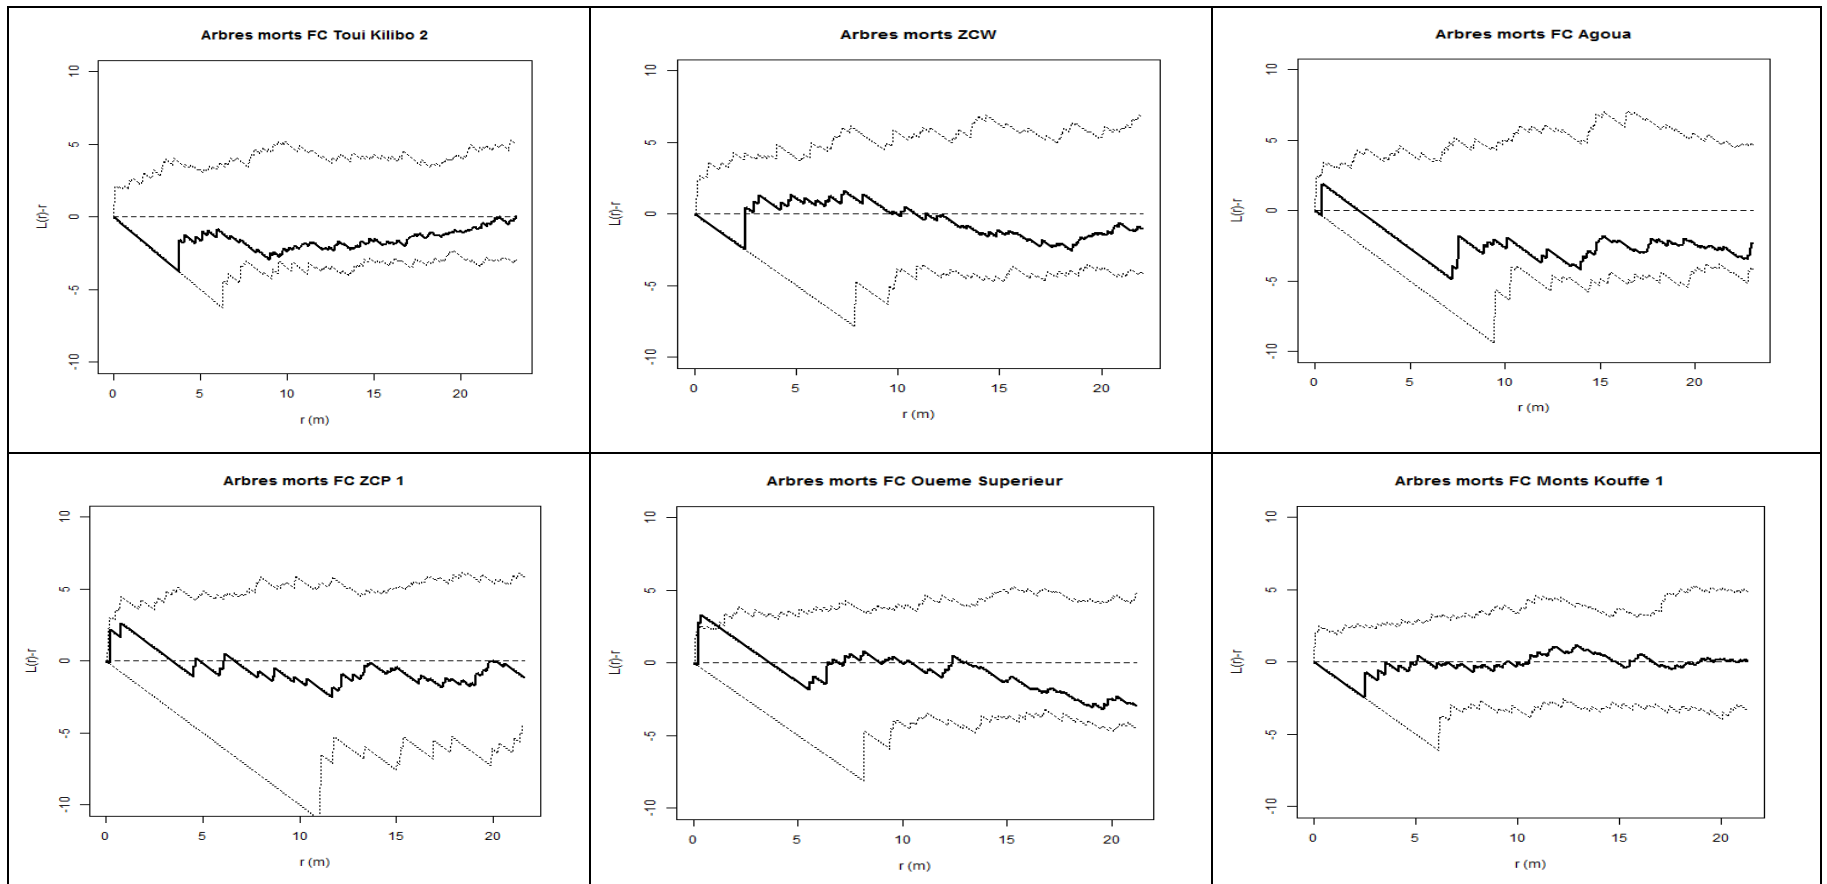 Arbres morts FC Toui Kilibo 2
10
5
0
-5
-10
L(r)-r
0 5 10 15 20
r (m)
Arbres morts ZCW
10
5
0
-5
-10
L(r)-r
0 5 10 15 20
r (m)
Arbres morts FC Agoua
10
5
0
-5
-10
L(r)-r
0 5 10 15 20
r (m)
Arbres morts FC ZCP 1
10
5
0
-5
-10
L(r)-r
0 5 10 15 20
r (m)
Arbres morts FC Oueme Superieur
10
5
0
-5
-10
L(r)-r
0 5 10 15 20
r (m)
Arbres morts FC Monts Kouffe 1
10
5
0
-5
-10
L(r)-r
0 5 10 15 20
r (m)